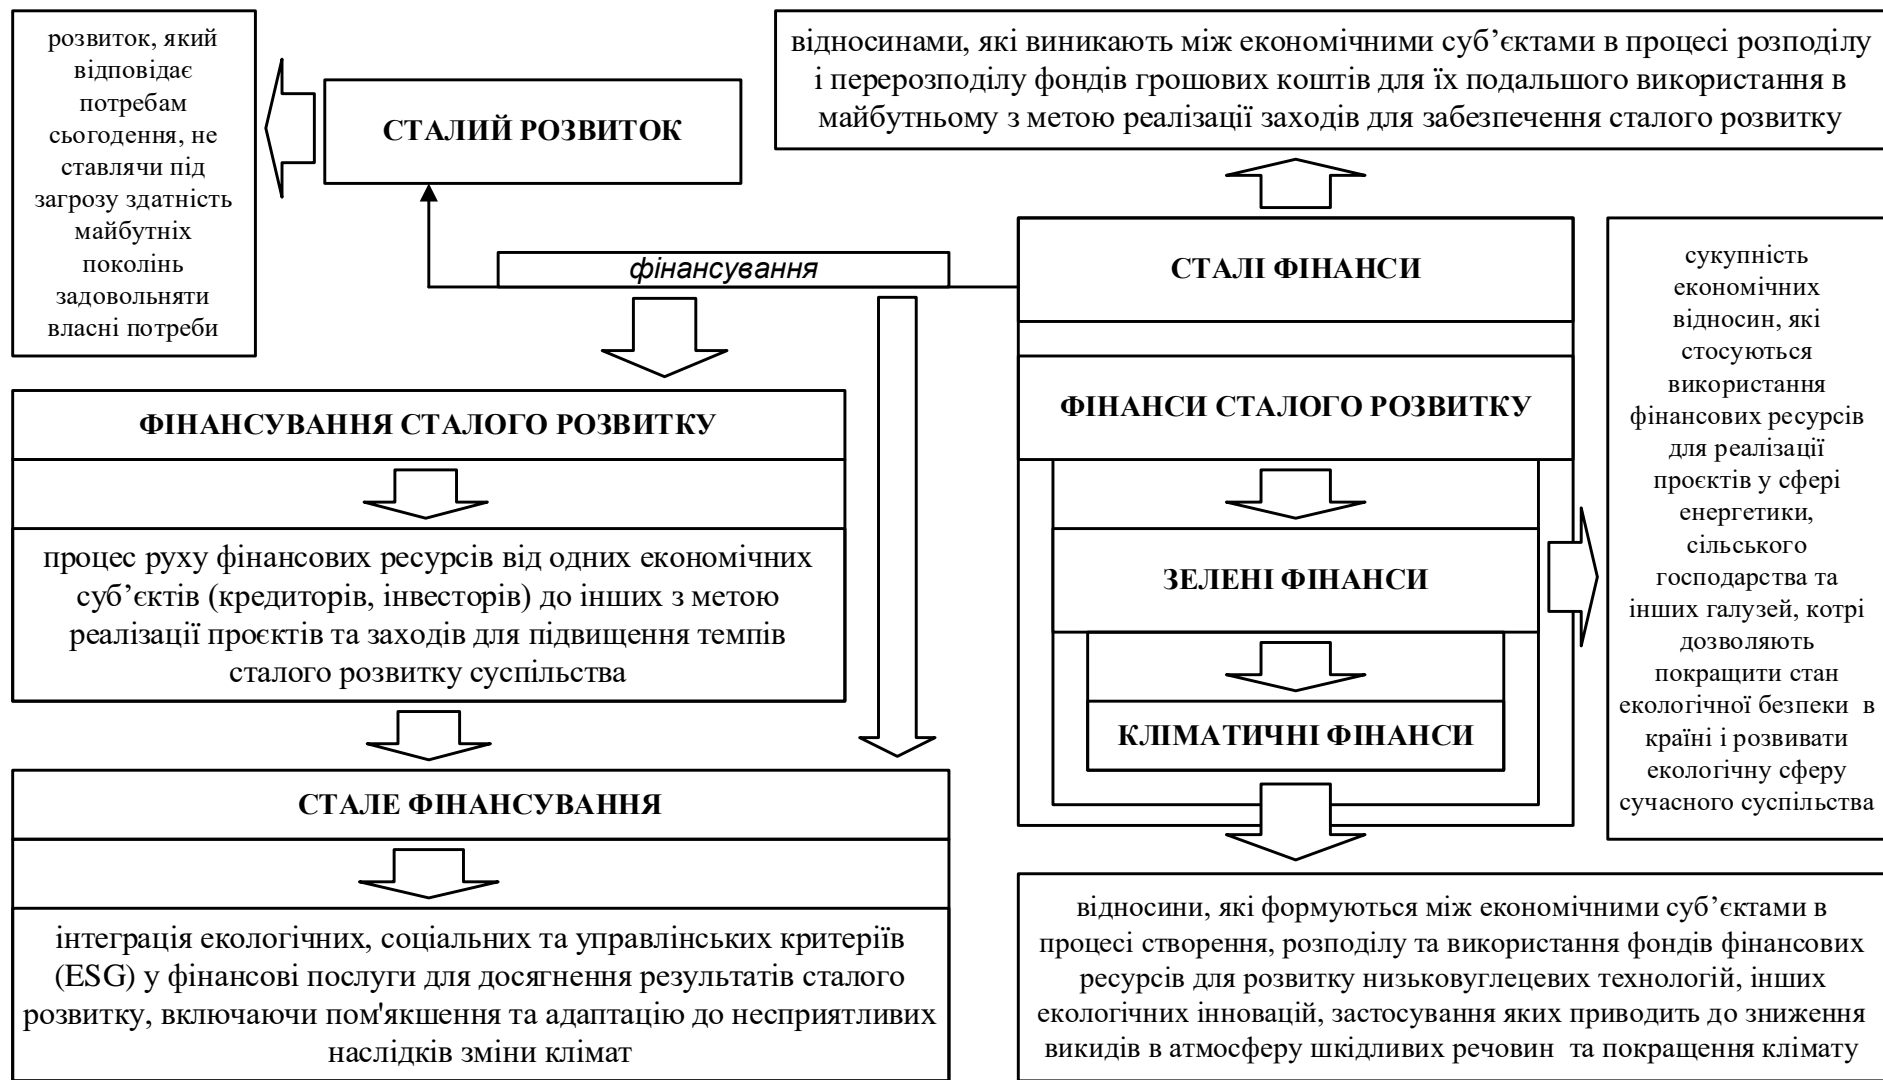 розвиток, який
відповідає
потребам
сьогодення, не
ставлячи під
загрозу здатність
майбутніх
поколінь
задовольняти
власні потреби
СТАЛИЙ РОЗВИТОК
відносинами, які виникають між економічними суб’єктами в процесі розподілу
і перерозподілу фондів грошових коштів для їх подальшого використання в
майбутньому з метою реалізації заходів для забезпечення сталого розвитку
фінансування
СТАЛІ ФІНАНСИ
ФІНАНСИ СТАЛОГО РОЗВИТКУ
ЗЕЛЕНІ ФІНАНСИ
КЛІМАТИЧНІ ФІНАНСИ
сукупність
економічних
відносин, які
стосуються
використання
фінансових ресурсів
для реалізації
проєктів у сфері
енергетики,
сільського
господарства та
інших галузей, котрі
дозволяють
покращити стан
екологічної безпеки в
країні і розвивати
екологічну сферу
сучасного суспільства
ФІНАНСУВАННЯ СТАЛОГО РОЗВИТКУ
процес руху фінансових ресурсів від одних економічних
суб’єктів (кредиторів, інвесторів) до інших з метою
реалізації проєктів та заходів для підвищення темпів
сталого розвитку суспільства
СТАЛЕ ФІНАНСУВАННЯ
інтеграція екологічних, соціальних та управлінських критеріїв
(ESG) у фінансові послуги для досягнення результатів сталого
розвитку, включаючи пом'якшення та адаптацію до несприятливих
наслідків зміни клімат
відносини, які формуються між економічними суб’єктами в
процесі створення, розподілу та використання фондів фінансових
ресурсів для розвитку низьковуглецевих технологій, інших
екологічних інновацій, застосування яких приводить до зниження
викидів в атмосферу шкідливих речовин та покращення клімату